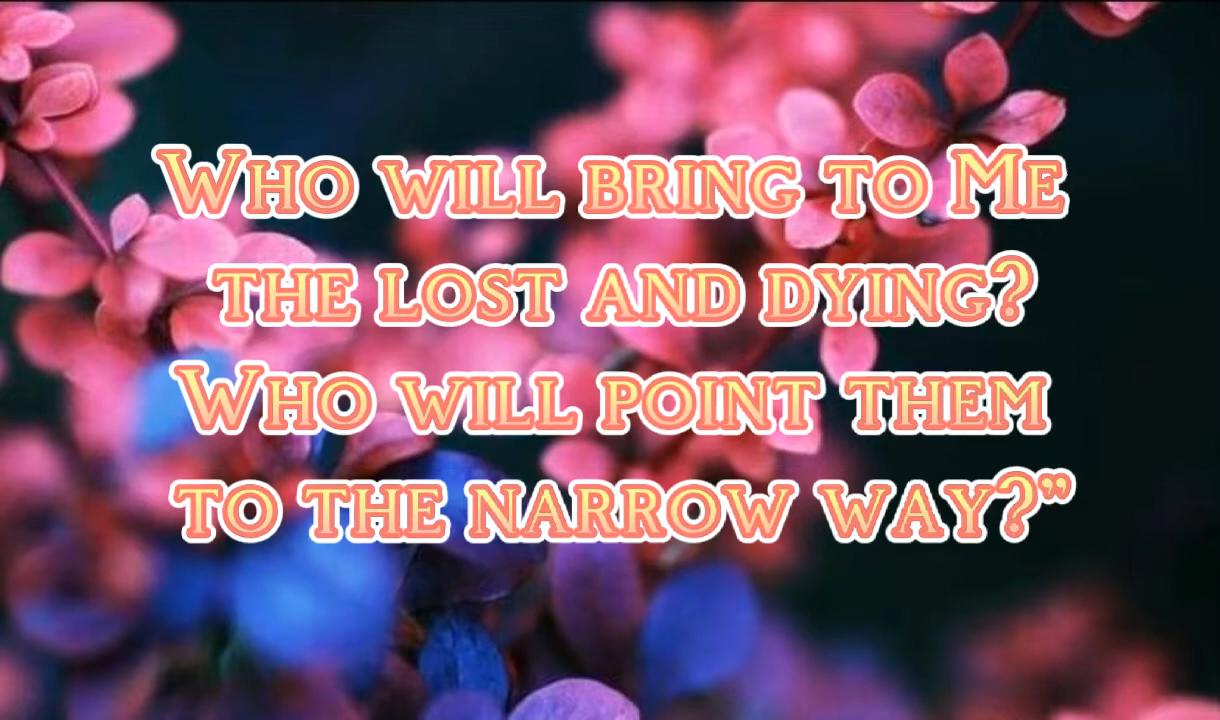 Who will bring to Me
the lost and dying?
Who will point them
to the narrow way?”